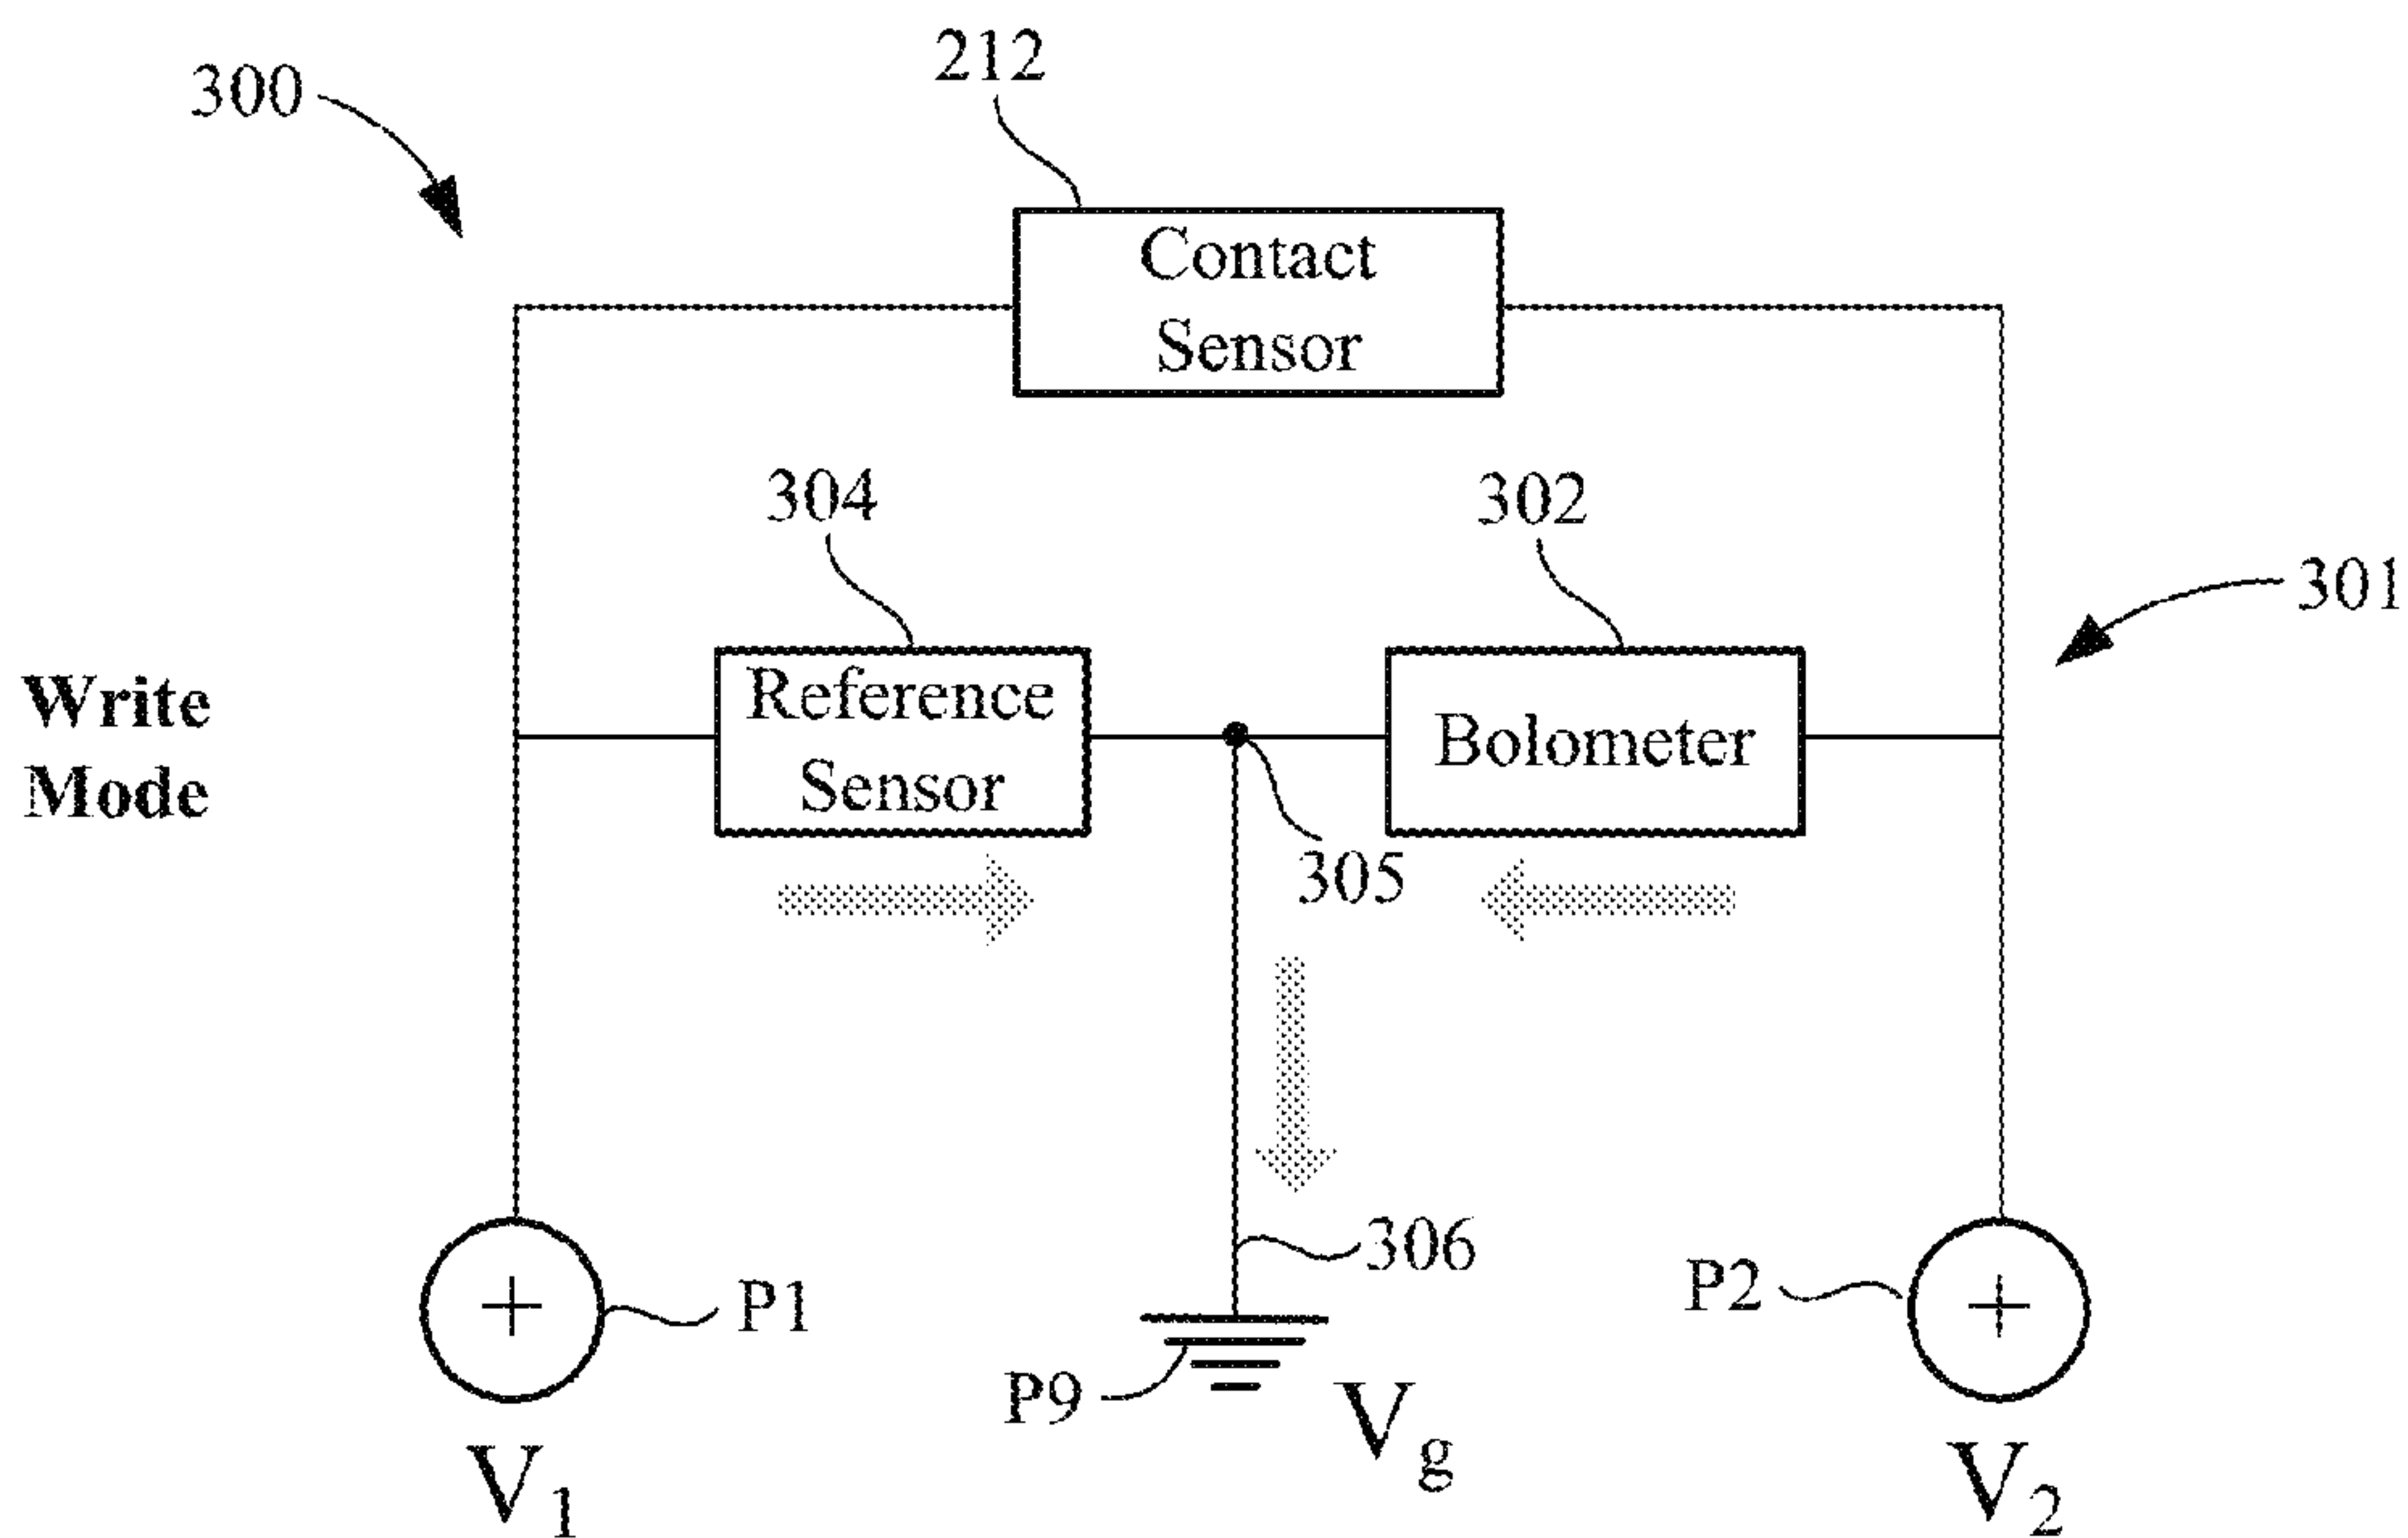 212
300
Contact
Sensor
304
302
301
Write
Mode
Reference
Sensor
Bolometer
305
306
P1
P2
P9
V1
Vg
V2